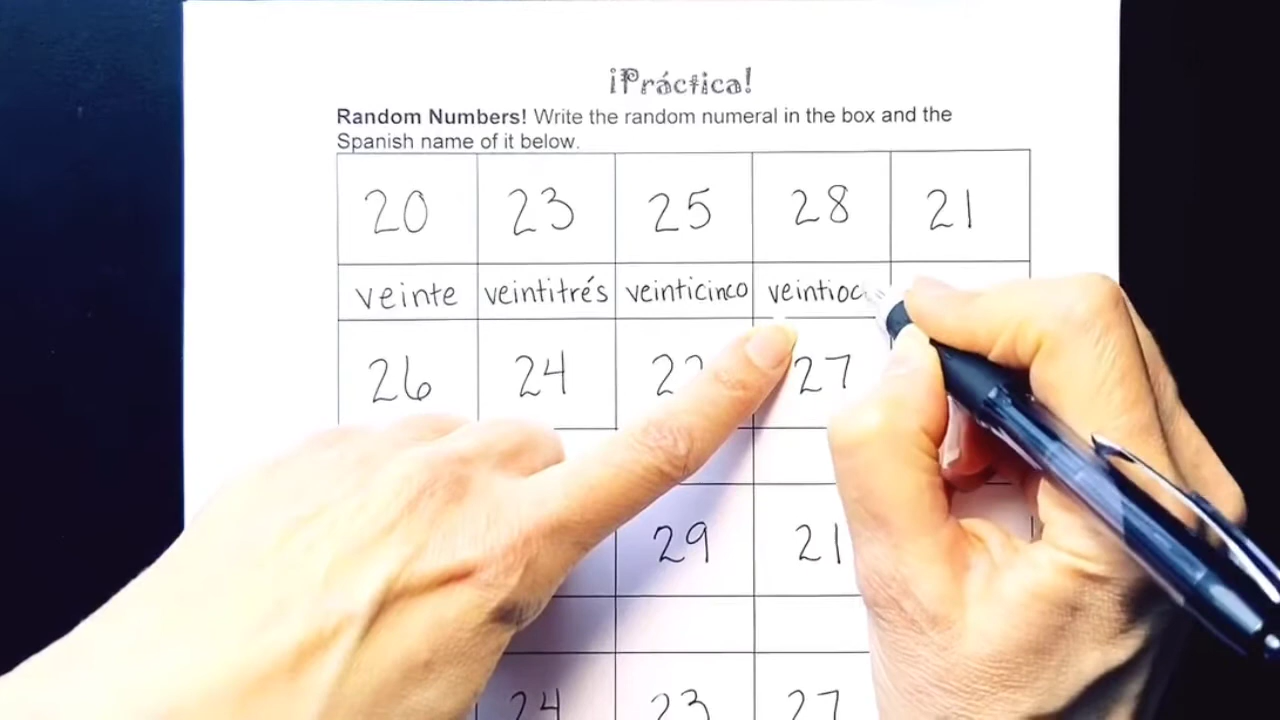 ¡Práctica!
Random Numbers! Write the random numeral in the box and the
Spanish name of it below.
20 23 25 28 21
veinte veintitrés veinticinco
26 24 27
29 21
24 23 27